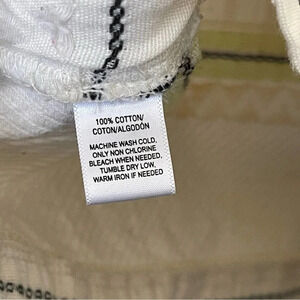 100% COTTON/
COTON/ALGODÓN
MACHINE WASH COLD,
ONLY NON CHLORINE
BLEACH WHEN NEEDED,
TUMBLE DRY LOW,
WARM IRON IF NEEDED